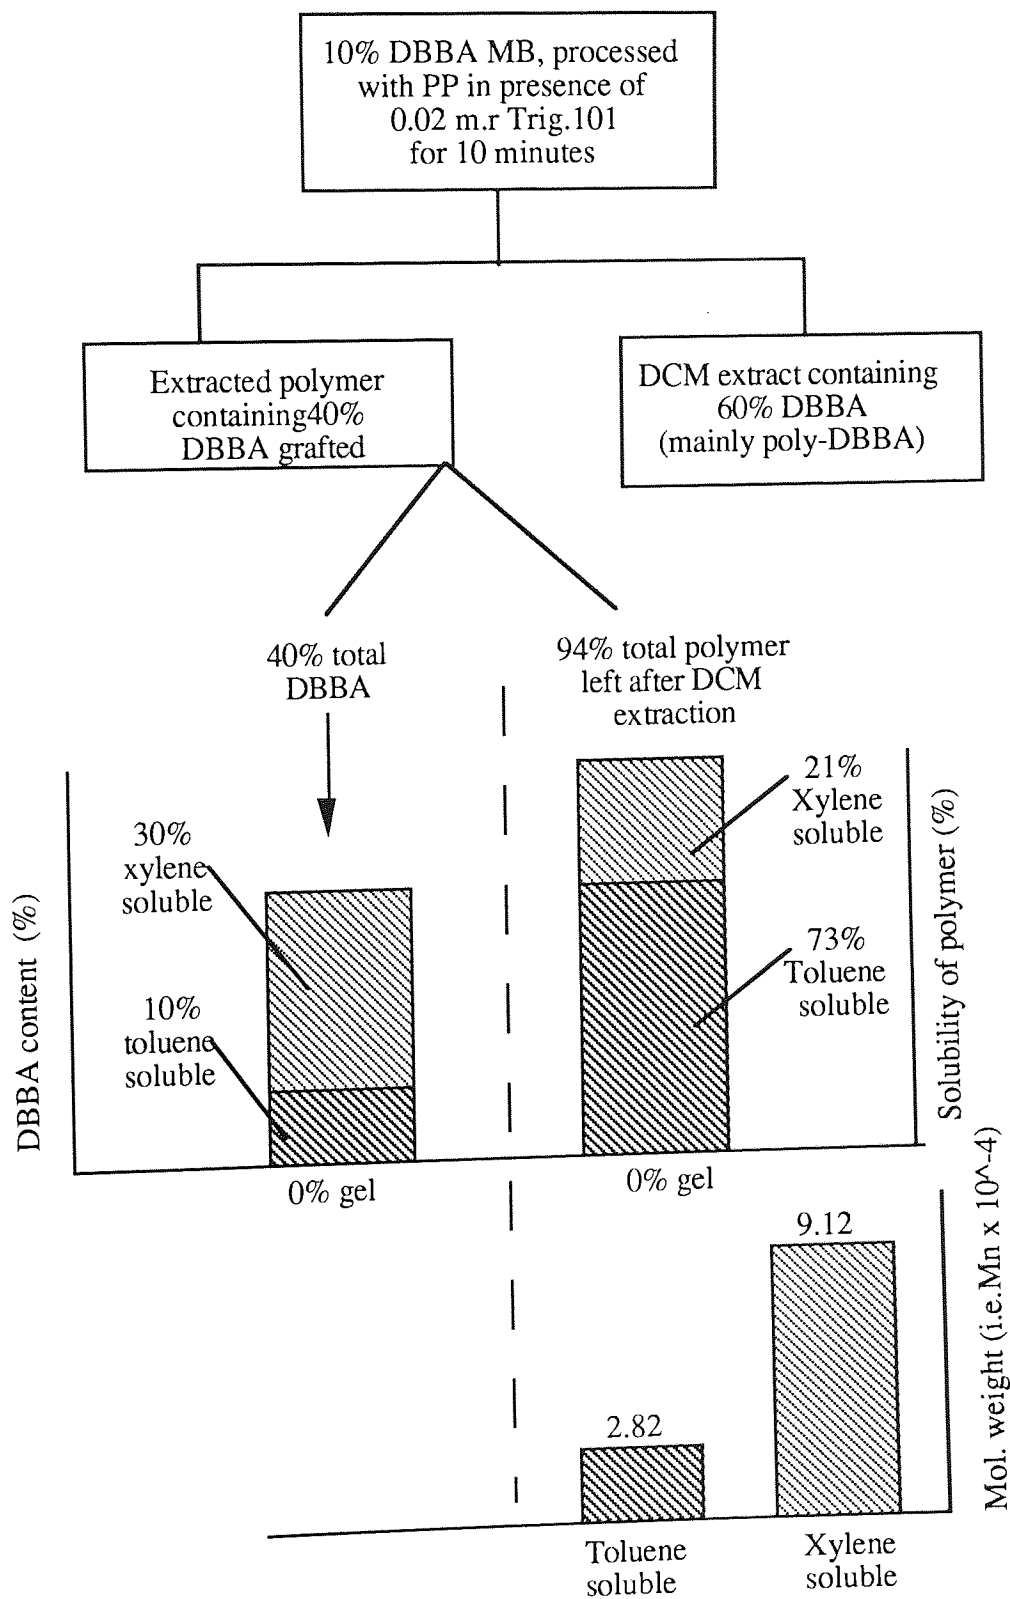 10% DBBA MB, processed
with PP in presence of
0.02 m.r Trig.101
for 10 minutes
Extracted polymer
containing40%
DBBA grafted
DCM extract containing
60% DBBA
(mainly poly-DBBA)
40% total
DBBA
94% total polymer
left after DCM
extraction
DBBA content (%)
30%
xylene
soluble
10%
toluene
soluble
0% gel
21%
Xylene
soluble
73%
Toluene
soluble
0% gel
Solubility of polymer (%)
2.82
9.12
Toluene
soluble
Xylene
soluble
Mol. weight (i.e.Mn x 10^-4)